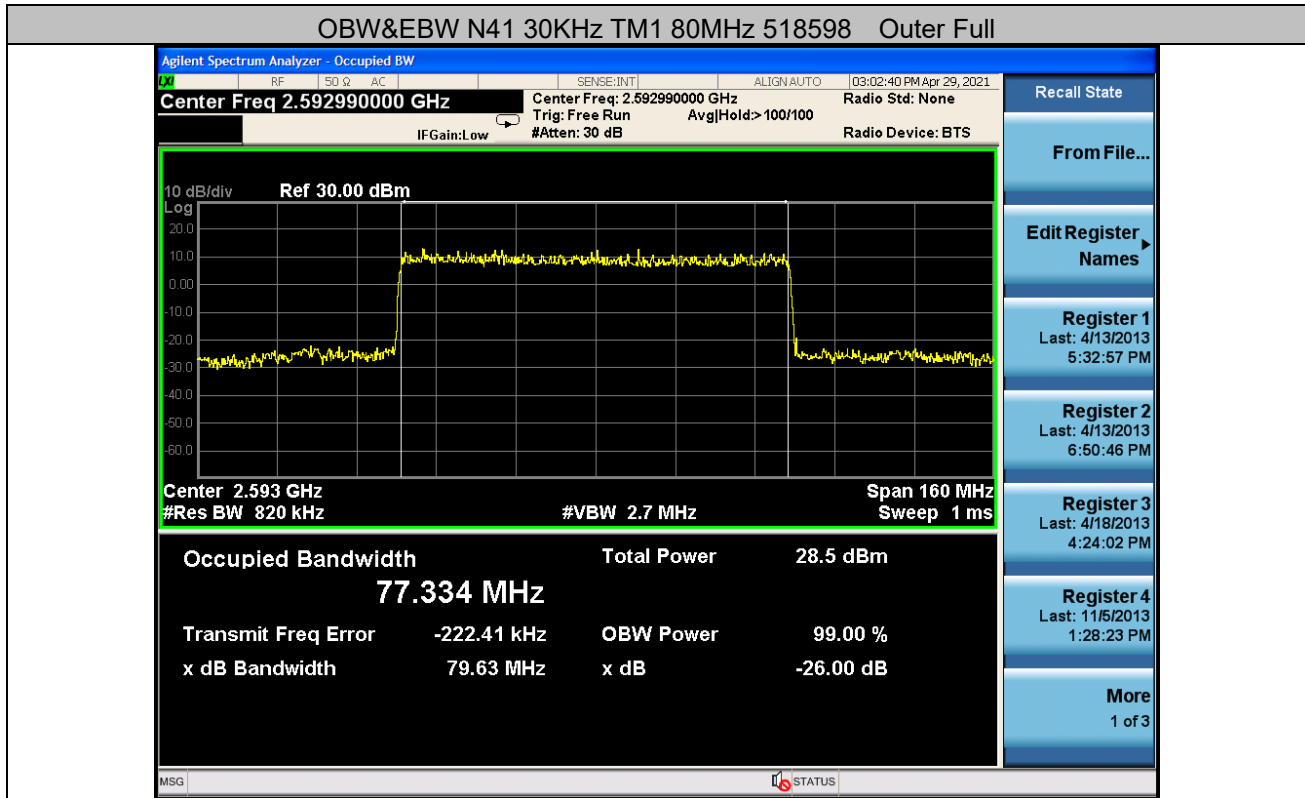 OBW&EBW N41 30KHz TM1 80MHz 518598 Outer Full
Agilent Spectrum Analyzer - Occupied BW
LXI RF 50 Ω AC SENSE:INT ALIGN AUTO 03:02:40 PM Apr 29, 2021
Center Freq 2.592990000 GHz
Center Freq: 2.592990000 GHz
Radio Std: None
Trig: Free Run Avg|Hold:>100/100
IFGain:Low
#Atten: 30 dB
Radio Device: BTS
10 dB/div Ref 30.00 dBm
Log
20.0
10.0
0.00
-10.0
-20.0
-30.0
-40.0
-50.0
-60.0
Center 2.593 GHz Span 160 MHz
#Res BW 820 kHz #VBW 2.7 MHz Sweep 1 ms
Occupied Bandwidth Total Power 28.5 dBm
77.334 MHz
Transmit Freq Error -222.41 kHz OBW Power 99.00 %
x dB Bandwidth 79.63 MHz x dB -26.00 dB
Recall State
From File...
Edit Register
Names
Register 1
Last: 4/13/2013
5:32:57 PM
Register 2
Last: 4/13/2013
6:50:46 PM
Register 3
Last: 4/18/2013
4:24:02 PM
Register 4
Last: 11/5/2013
1:28:23 PM
More
1 of 3
MSG STATUS